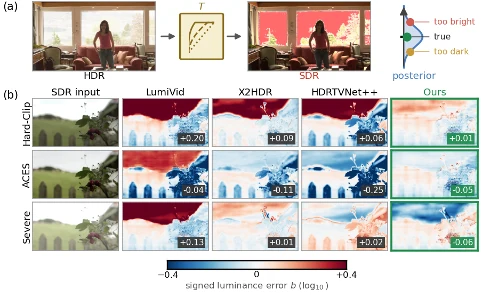 (a)
T
HDR
SDR
too bright
true
too dark
posterior
(b)
SDR input
LumiVid
X2HDR
HDRTVNet++
Ours
Hard-Clip
+0.20
+0.09
+0.06
+0.01
ACES
-0.04
-0.11
-0.25
-0.05
Severe
+0.13
+0.01
+0.02
-0.06
−0.4
0
+0.4
signed luminance error b (log₁₀)